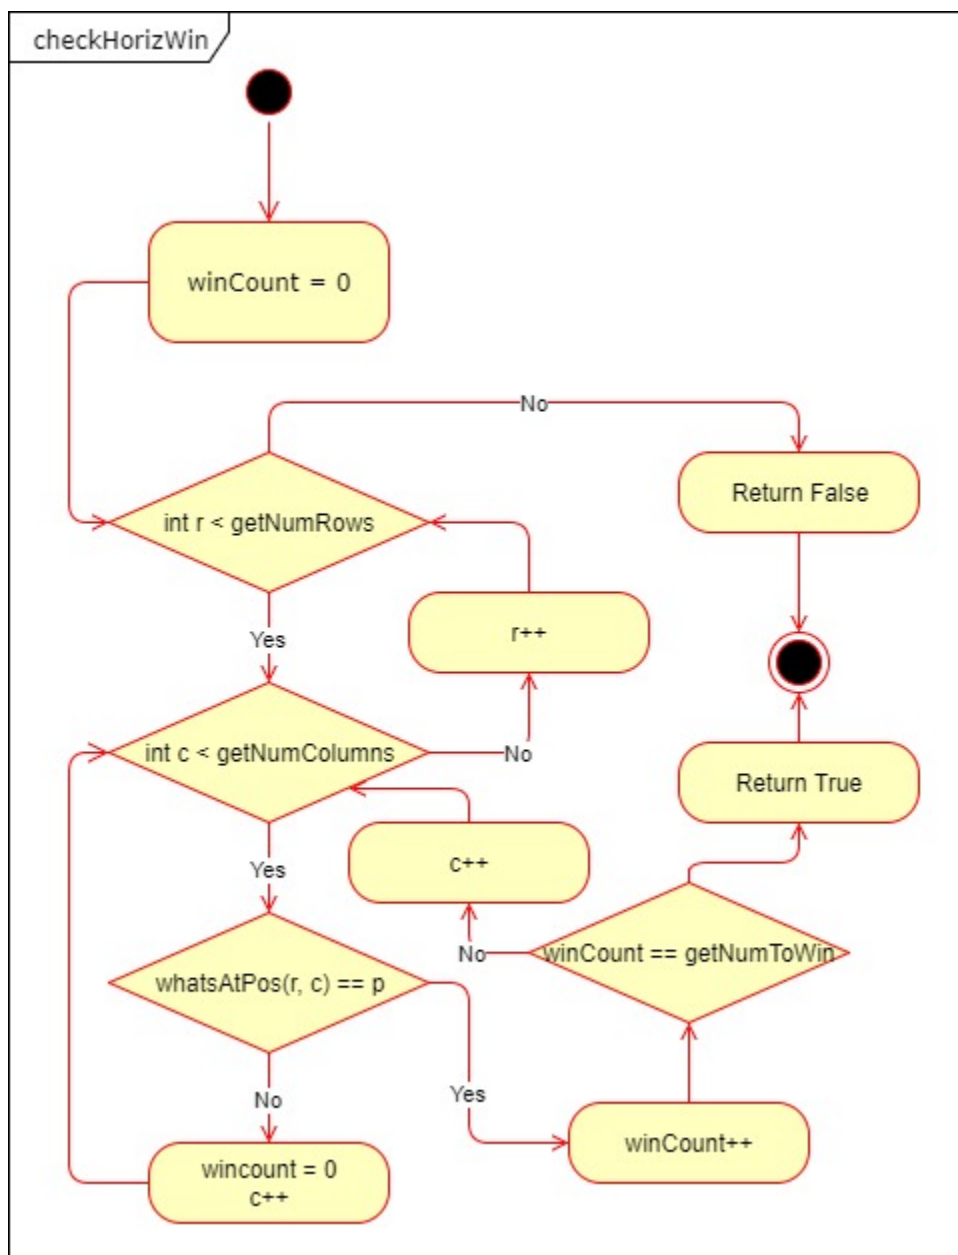 checkHorizWin
winCount = 0
No
Return False
int r < getNumRows
r++
Yes
int c < getNumColumns
No
Return True
c++
Yes
No
winCount == getNumToWin
whatsAtPos(r, c) == p
Yes
No
winCount++
wincount = 0
c++